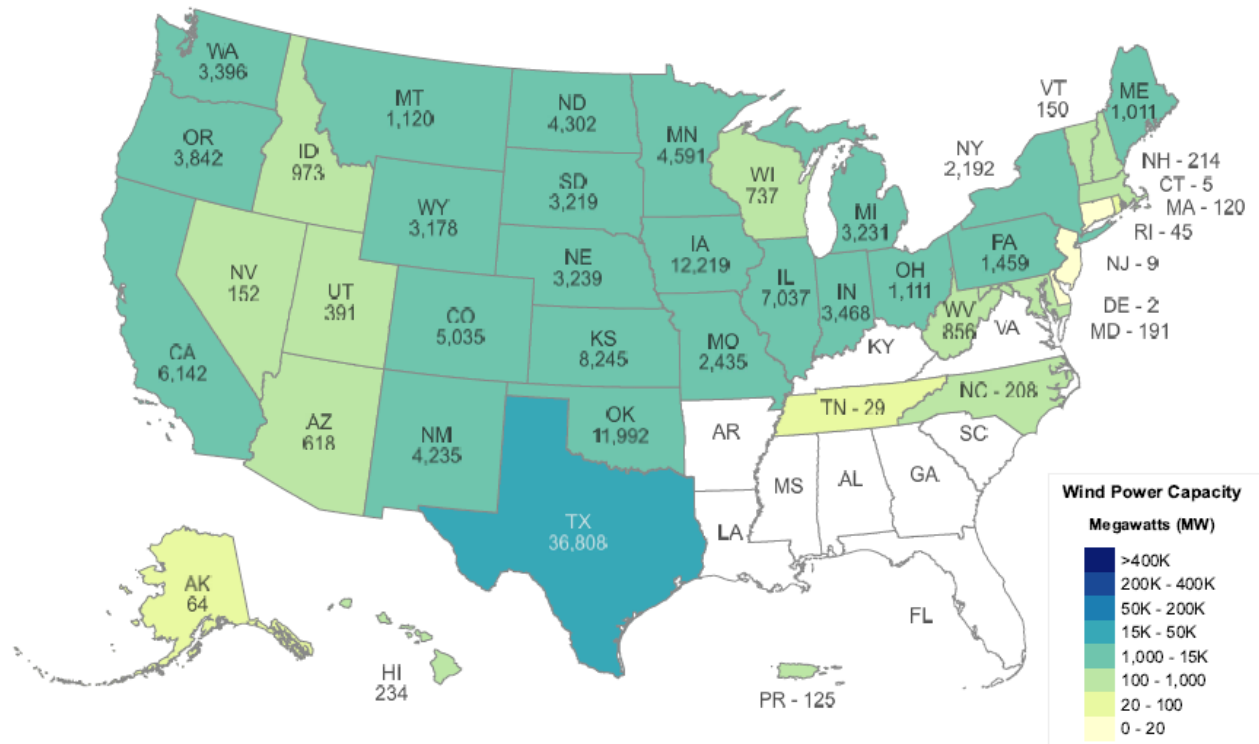 WA
3,396
MT
1,120
ND
4,302
MN
4,591
VT
150
ME
1,011
OR
3,842
ID
973
WI
737
NY
2,192
NH - 214
CT - 5
MA - 120
RI - 45
SD
3,219
WY
3,178
MI
3,231
IA
12,219
PA
1,459
NJ - 9
NE
3,239
NV
152
UT
391
IL
7,037
IN
3,468
OH
1,111
DE - 2
MD - 191
WV
856
VA
CO
5,035
KS
8,245
MO
2,435
KY
CA
6,142
AZ
618
NM
4,235
OK
11,992
TN - 29
NC - 208
AR
SC
MS
AL
GA
TX
36,808
LA
AK
64
FL
HI
234
PR - 125
Wind Power Capacity
Megawatts (MW)
>400K
200K - 400K
50K - 200K
15K - 50K
1,000 - 15K
100 - 1,000
20 - 100
0 - 20